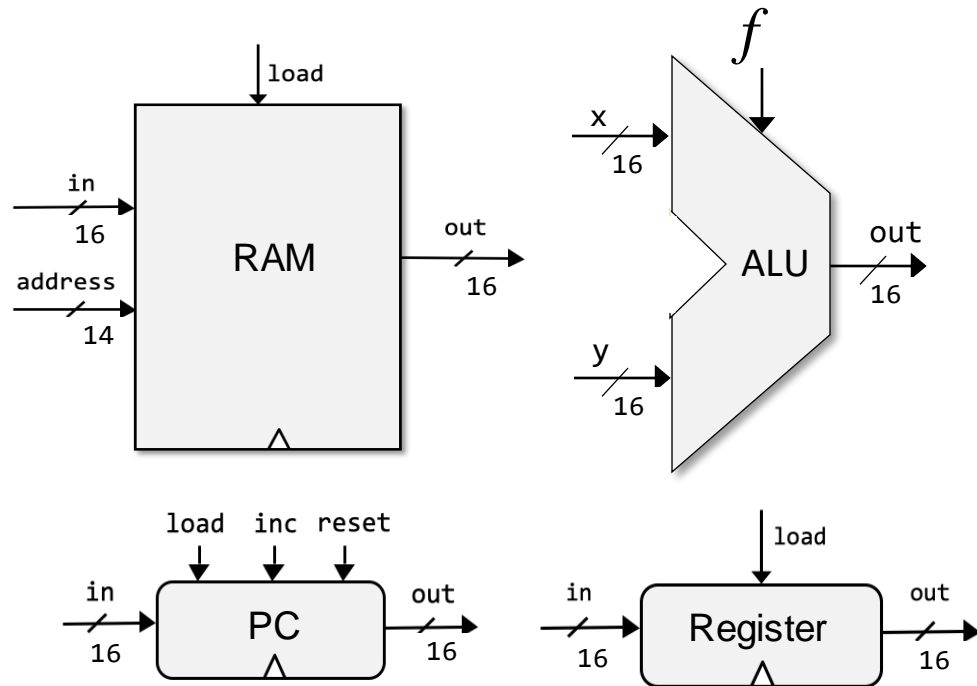 load
in
16
address
14
RAM
out
16
f
x
16
y
16
ALU
out
16
load inc reset
in
16
PC
out
16
load
in
16
Register
out
16